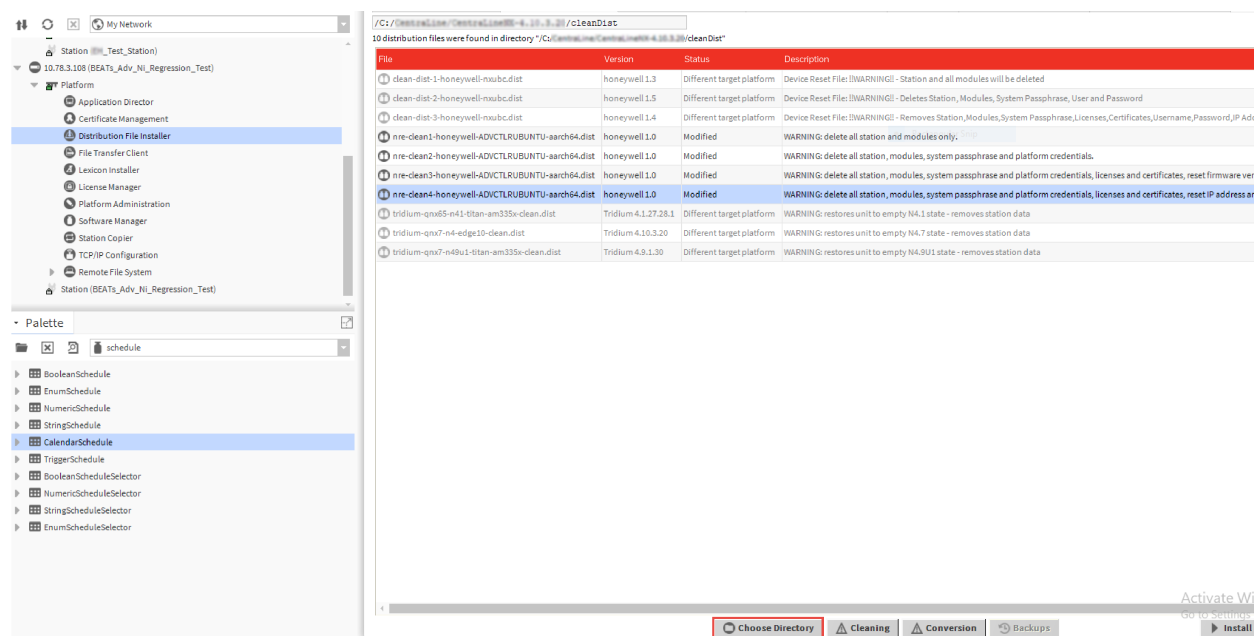 My Network
Station _Test_Station)
10.78.3.108 (BEATs_Adv_Ni_Regression_Test)
Platform
Application Director
Certificate Management
Distribution File Installer
File Transfer Client
Lexicon Installer
License Manager
Platform Administration
Software Manager
Station Copier
TCP/IP Configuration
Remote File System
Station (BEATs_Adv_Ni_Regression_Test)
Palette
schedule
BooleanSchedule
EnumSchedule
NumericSchedule
StringSchedule
CalendarSchedule
TriggerSchedule
BooleanScheduleSelector
NumericScheduleSelector
StringScheduleSelector
EnumScheduleSelector
/C:/ /cleanDist
10 distribution files were found in directory "/C:/ /cleanDist"
File Version Status Description
clean-dist-1-honeywell-nxubc.dist honeywell 1.3 Different target platform Device Reset File: !!WARNING!! - Station and all modules will be deleted
clean-dist-2-honeywell-nxubc.dist honeywell 1.5 Different target platform Device Reset File: !!WARNING!! - Deletes Station, Modules, System Passphrase, User and Password
clean-dist-3-honeywell-nxubc.dist honeywell 1.4 Different target platform Device Reset File: !!WARNING!! - Removes Station,Modules,System Passphrase,Licenses,Certificates,Username,Password,IP Add
nre-clean1-honeywell-ADVCTLRUBUNTU-aarch64.dist honeywell 1.0 Modified WARNING: delete all station and modules only.
nre-clean2-honeywell-ADVCTLRUBUNTU-aarch64.dist honeywell 1.0 Modified WARNING: delete all station, modules, system passphrase and platform credentials.
nre-clean3-honeywell-ADVCTLRUBUNTU-aarch64.dist honeywell 1.0 Modified WARNING: delete all station, modules, system passphrase and platform credentials, licenses and certificates, reset firmware ver
nre-clean4-honeywell-ADVCTLRUBUNTU-aarch64.dist honeywell 1.0 Modified WARNING: delete all station, modules, system passphrase and platform credentials, licenses and certificates, reset IP address an
tridium-qnx65-n41-titan-am335x-clean.dist Tridium 4.1.27.28.1 Different target platform WARNING: restores unit to empty N4.1 state - removes station data
tridium-qnx7-n4-edge10-clean.dist Tridium 4.10.3.20 Different target platform WARNING: restores unit to empty N4.7 state - removes station data
tridium-qnx7-n49u1-titan-am335x-clean.dist Tridium 4.9.1.30 Different target platform WARNING: restores unit to empty N4.9U1 state - removes station data
Activate Wi
Go to Settings
Choose Directory Cleaning Conversion Backups Install